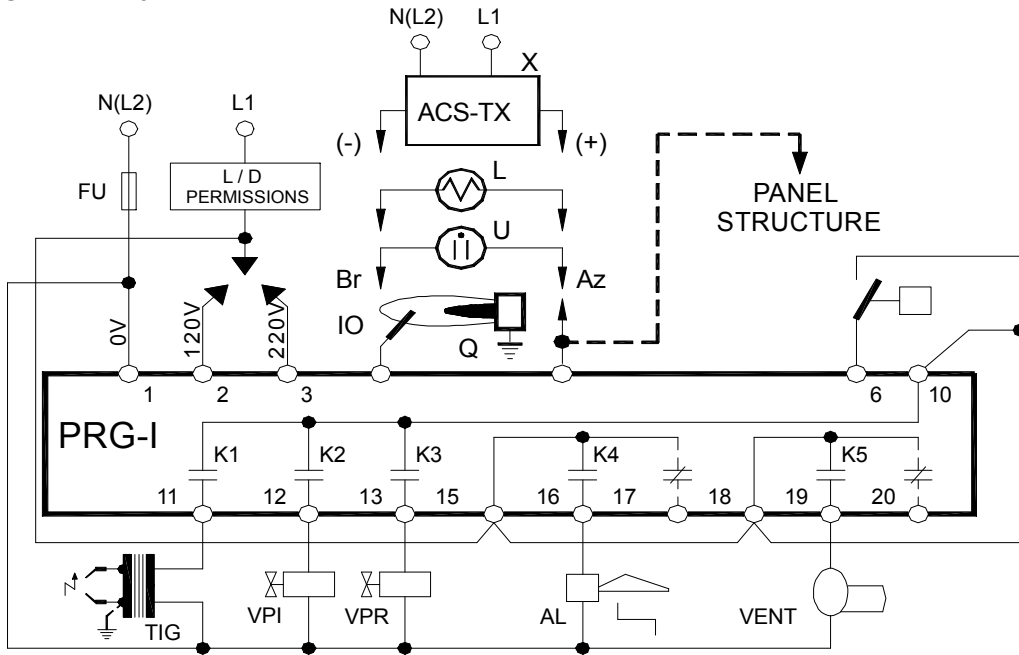 N(L2) L1
X
ACS-TX
N(L2) L1
(-) (+)
FU
L / D
PERMISSIONS
L
PANEL
STRUCTURE
U
Br Az
IO
Q
0V 120V 220V
1 2 3 6 10
PRG-I
K1 K2 K3 K4 K5
11 12 13 15 16 17 18 19 20
TIG VPI VPR AL VENT